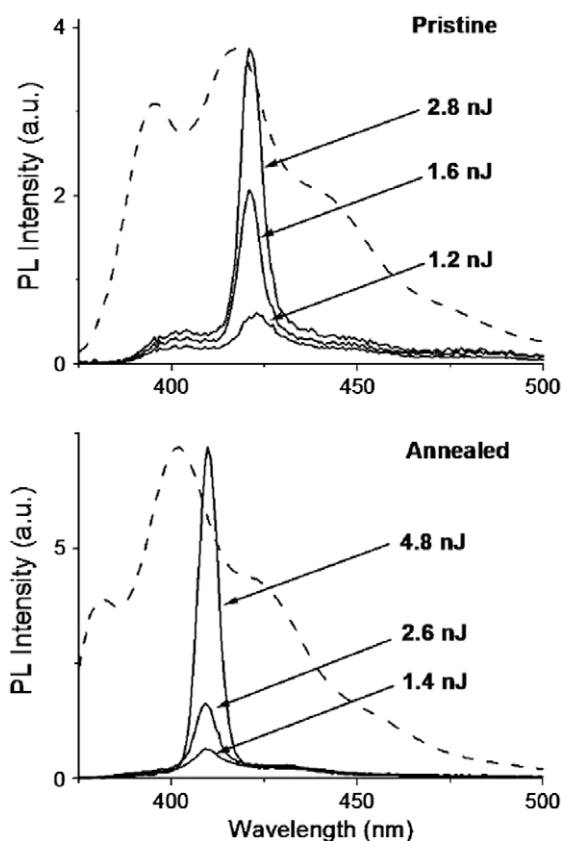 Pristine
4
2.8 nJ
1.6 nJ
2
1.2 nJ
0
400
450
500
PL Intensity (a.u.)
Annealed
5
4.8 nJ
2.6 nJ
1.4 nJ
0
400
450
500
PL Intensity (a.u.)
Wavelength (nm)